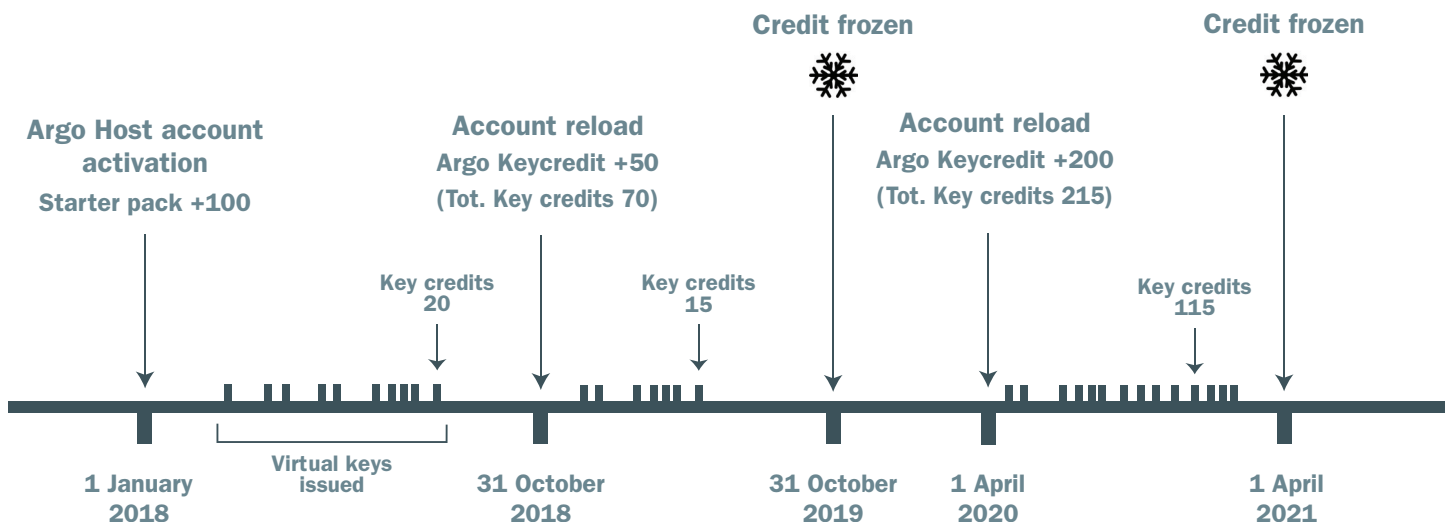 Credit frozen
Credit frozen
Argo Host account
activation
Starter pack +100
Account reload
Argo Keycredit +50
(Tot. Key credits 70)
Account reload
Argo Keycredit +200
(Tot. Key credits 215)
Key credits
20
Key credits
15
Key credits
115
Virtual keys
issued
1 January
2018
31 October
2018
31 October
2019
1 April
2020
1 April
2021